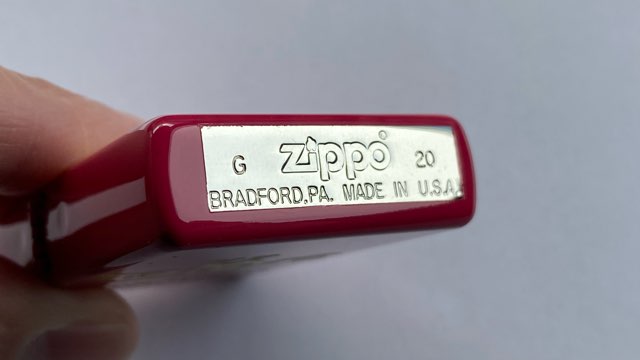 G zippo® 20
BRADFORD,PA. MADE IN U.S.A.